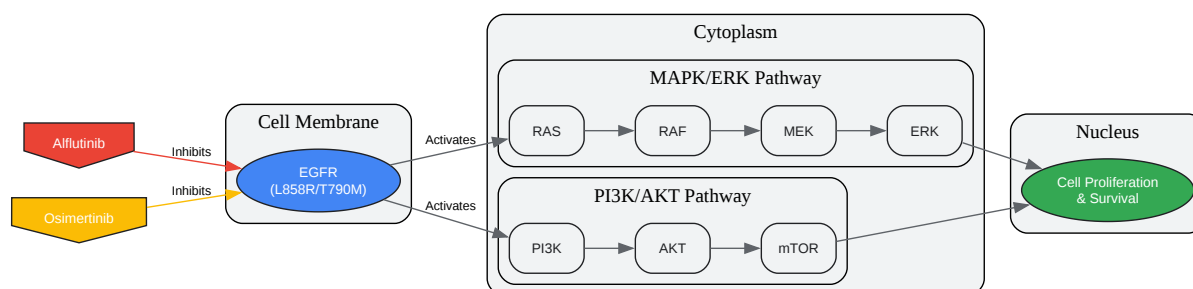 Cytoplasm
MAPK/ERK Pathway
Cell Membrane
Nucleus
Alflutinib
Inhibits
Activates
RAS
RAF
MEK
ERK
EGFR
(L858R/T790M)
Cell Proliferation
& Survival
Inhibits
Activates
PI3K/AKT Pathway
Osimertinib
PI3K
AKT
mTOR